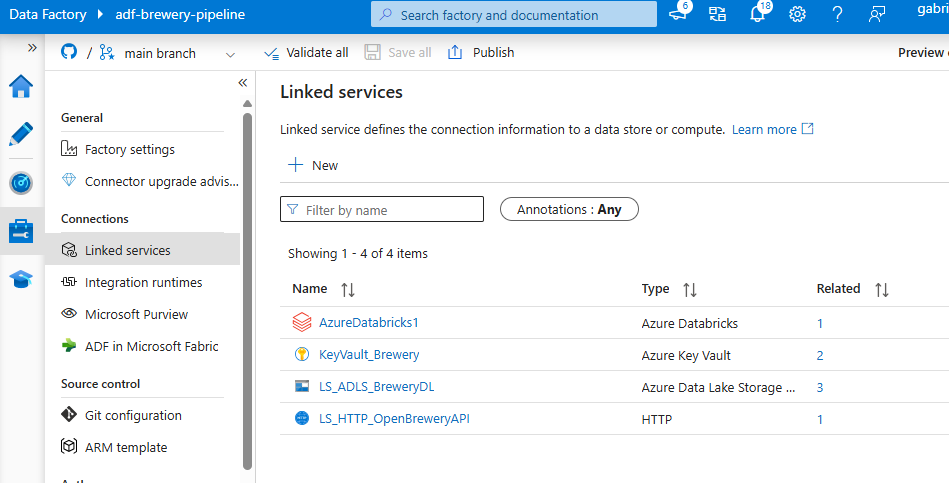 Data Factory adf-brewery-pipeline Search factory and documentation 6 18 gabri
/ main branch Validate all Save all Publish Preview
General
Factory settings
Connector upgrade advis...
Connections
Linked services
Integration runtimes
Microsoft Purview
ADF in Microsoft Fabric
Source control
Git configuration
ARM template
Linked services
Linked service defines the connection information to a data store or compute. Learn more
New
Filter by name Annotations : Any
Showing 1 - 4 of 4 items
Name Type Related
AzureDatabricks1 Azure Databricks 1
KeyVault_Brewery Azure Key Vault 2
LS_ADLS_BreweryDL Azure Data Lake Storage ... 3
LS_HTTP_OpenBreweryAPI HTTP 1